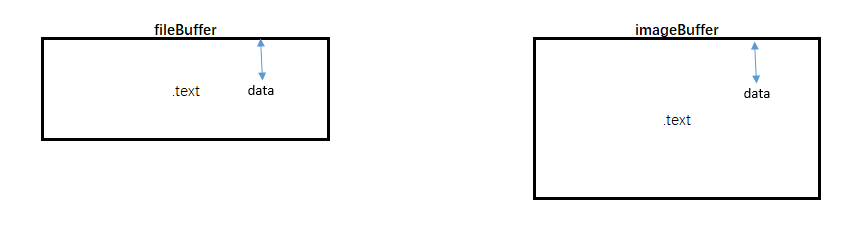 fileBuffer
.text
data
imageBuffer
data
.text